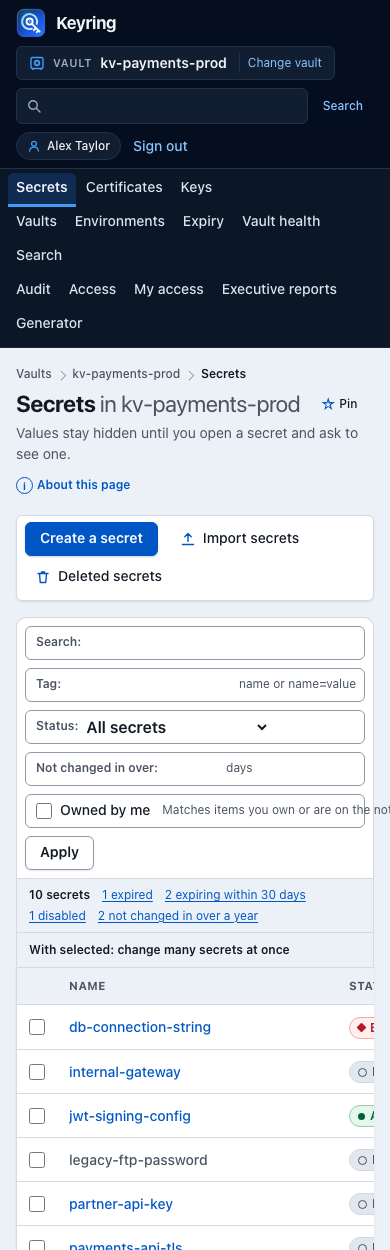 Keyring
VAULT kv-payments-prod Change vault
Search
Alex Taylor Sign out
Secrets Certificates Keys
Vaults Environments Expiry Vault health
Search
Audit Access My access Executive reports
Generator
Vaults kv-payments-prod Secrets
Secrets in kv-payments-prod Pin
Values stay hidden until you open a secret and ask to
see one.
About this page
Create a secret Import secrets
Deleted secrets
Search:
Tag: name or name=value
Status: All secrets
Not changed in over: days
Owned by me Matches items you own or are on the
Apply
10 secrets 1 expired 2 expiring within 30 days
1 disabled 2 not changed in over a year
With selected: change many secrets at once
NAME
db-connection-string
internal-gateway
jwt-signing-config
legacy-ftp-password
partner-api-key
payments-api-tls